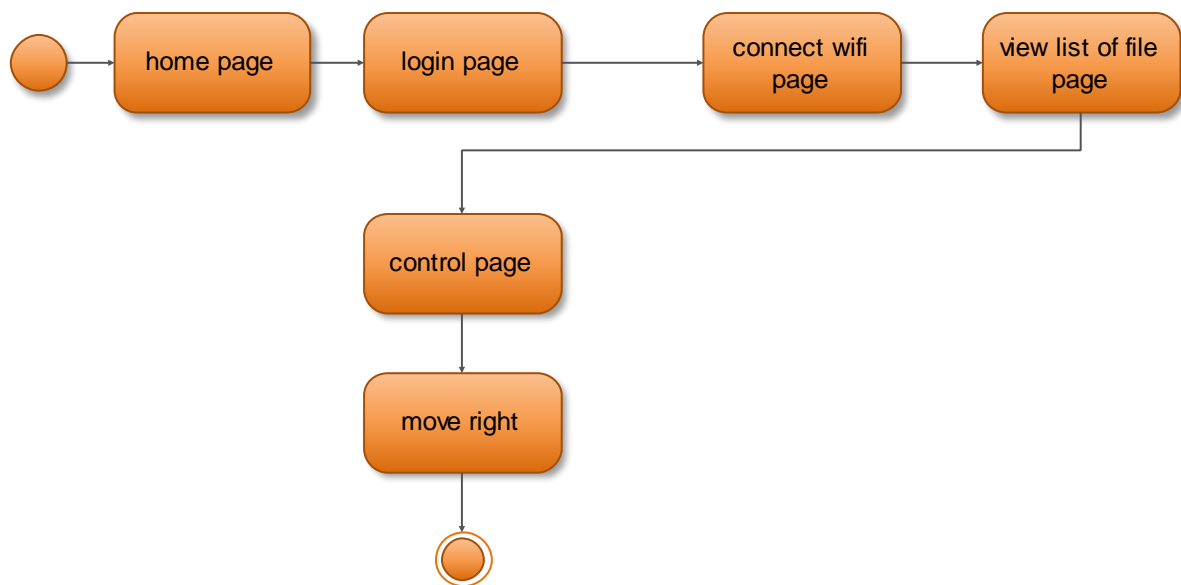 home page
login page
connect wifi
page
view list of file
page
control page
move right